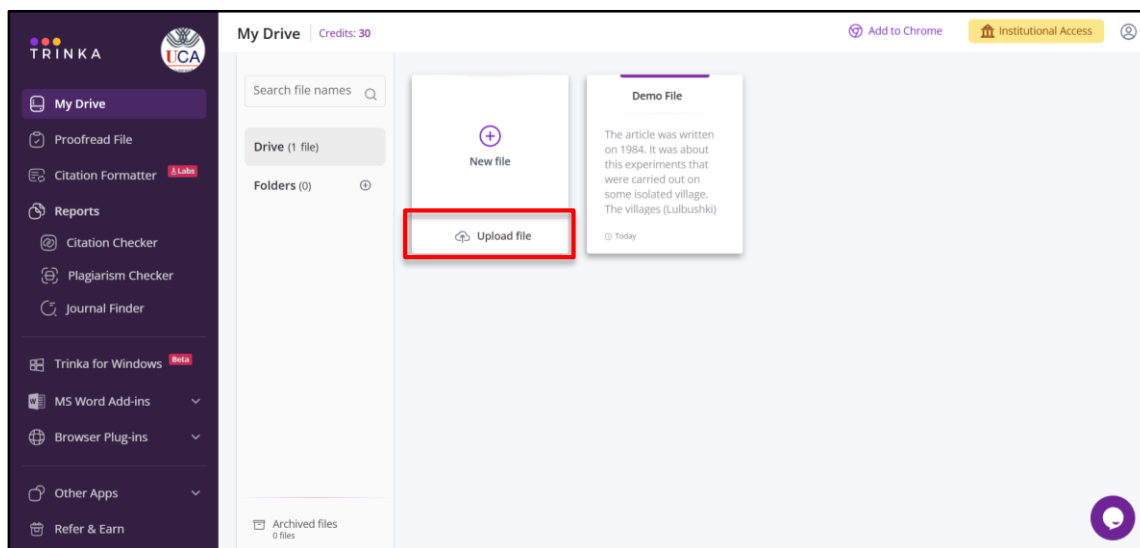 TRINKA
UCA
My Drive
Proofread File
Citation Formatter Labs
Reports
Citation Checker
Plagiarism Checker
Journal Finder
Trinka for Windows Beta
MS Word Add-ins
Browser Plug-ins
Other Apps
Refer & Earn
My Drive Credits: 30
Add to Chrome
Institutional Access
Search file names
Drive (1 file)
Folders (0)
Archived files
0 files
New file
Upload file
Demo File
The article was written
on 1984. It was about
this experiments that
were carried out on
some isolated village.
The villages (Lulbushki)
Today